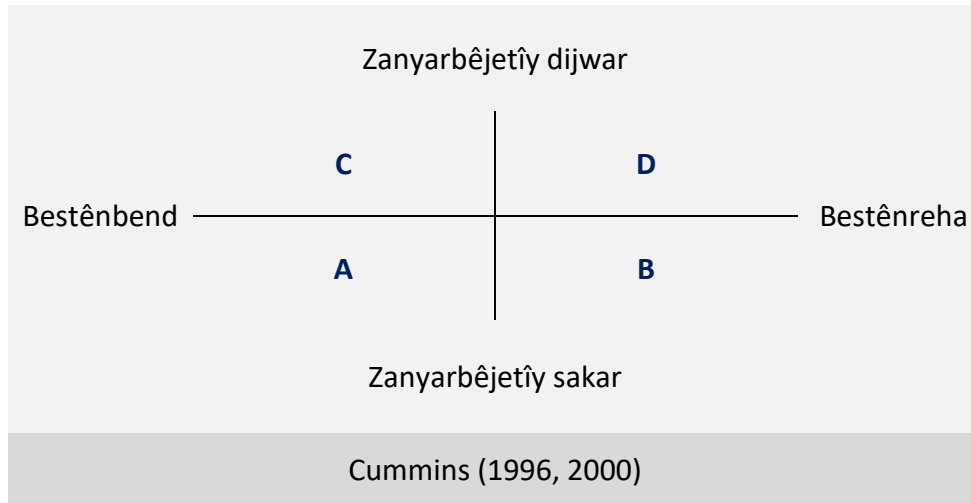 Zanyarbêjetîy dijwar
C D
Bestênbend Bestênreha
A B
Zanyarbêjetîy sakar
Cummins (1996, 2000)